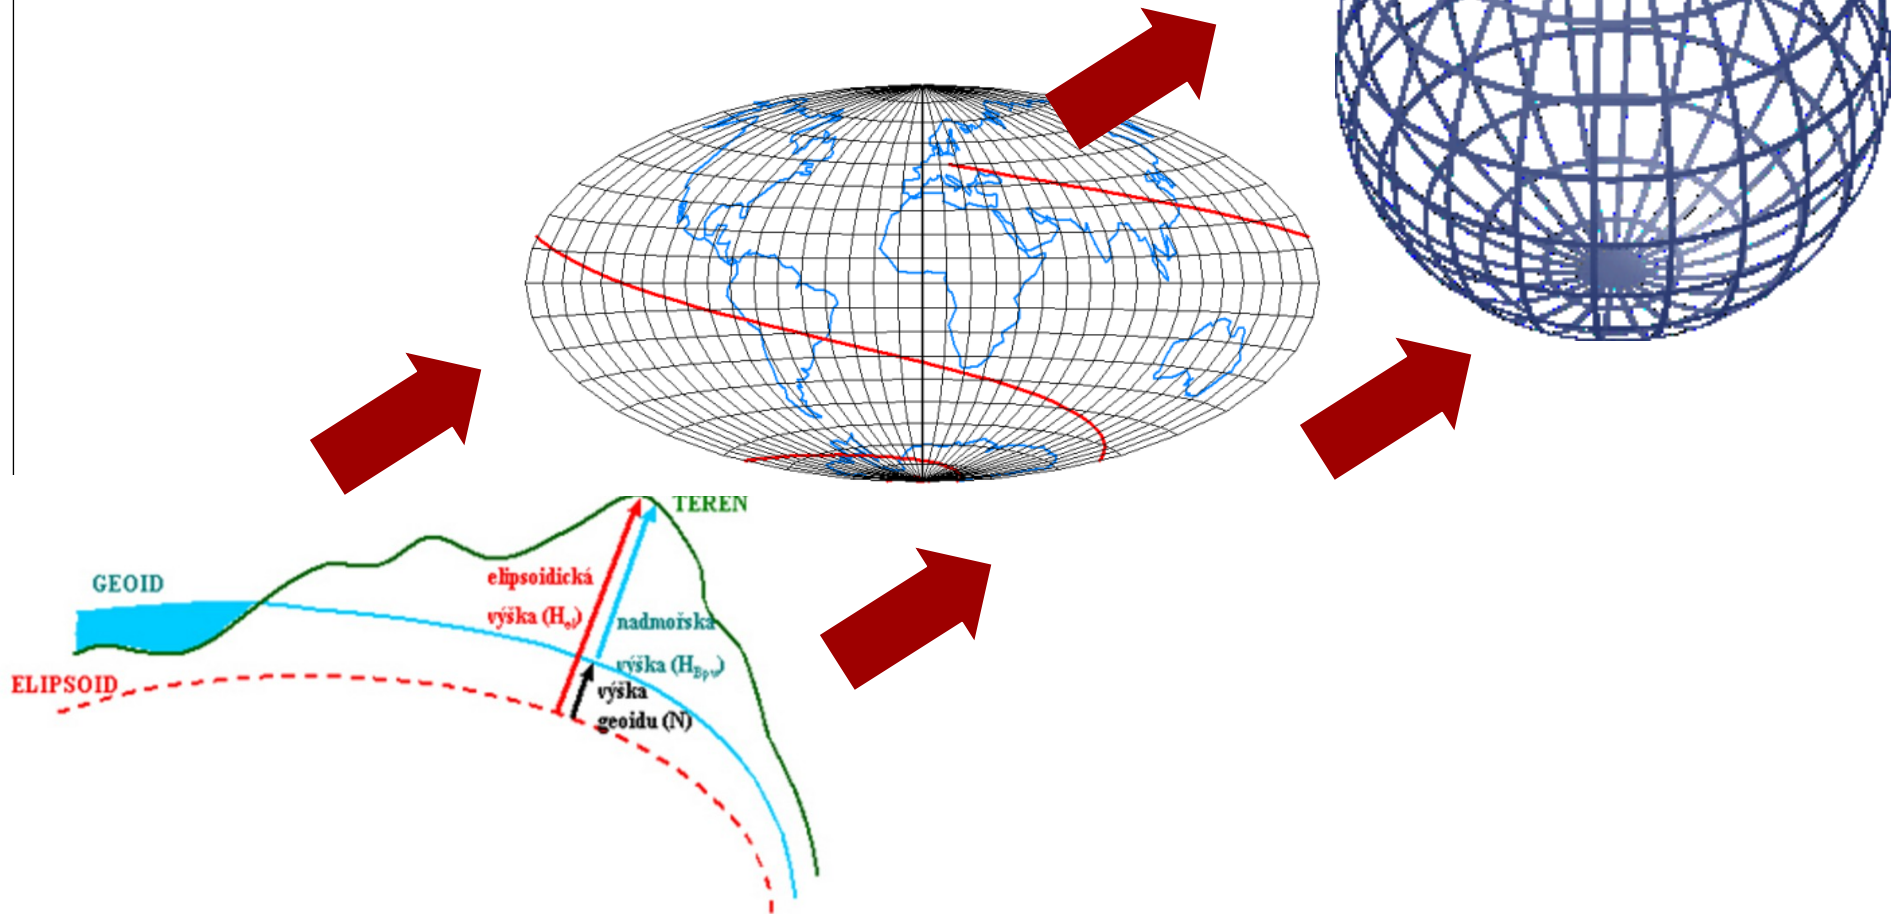 TEREN
GEOID
elipsoidická
výška (Hel)
nadmořská
výška (HBpv)
ELIPSOID
výška
geoidu (N)